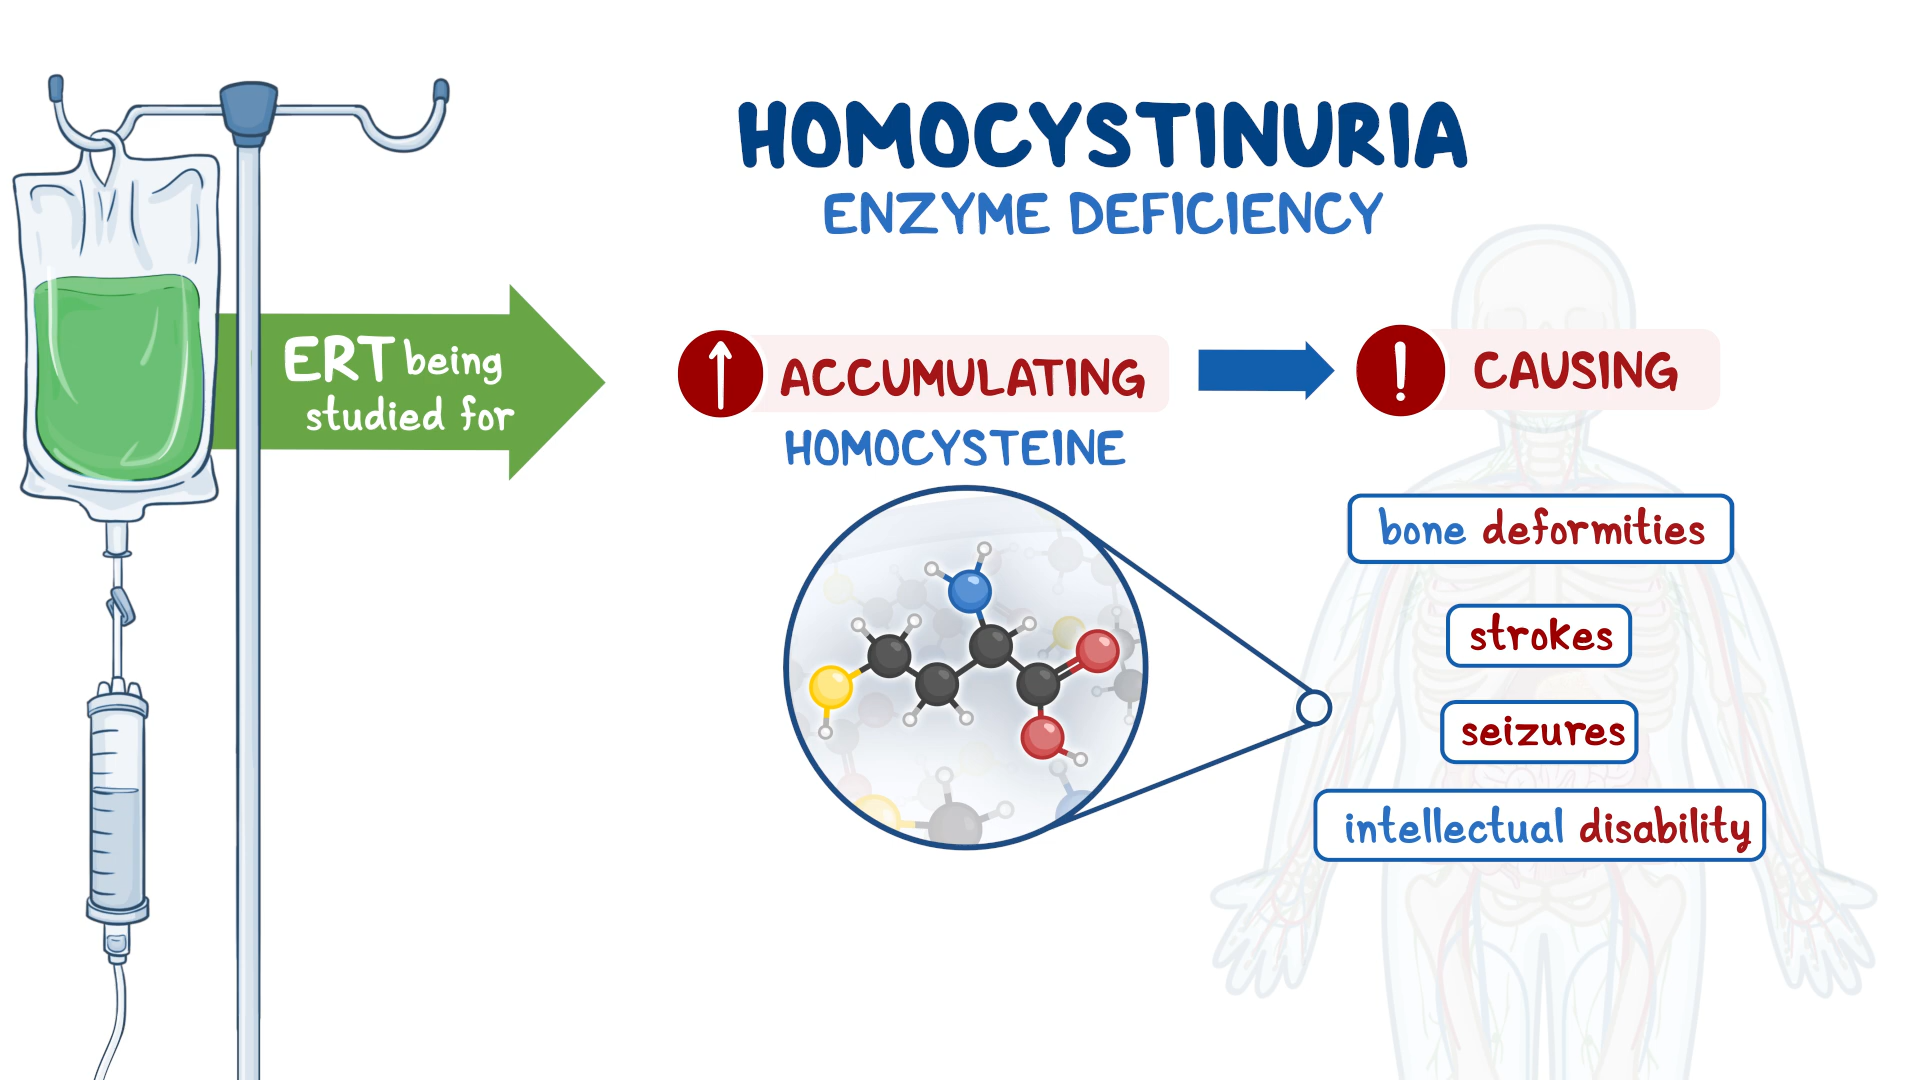 HOMOCYSTINURIA
ENZYME DEFICIENCY
ERT being
studied for
↑ ACCUMULATING
HOMOCYSTEINE
! CAUSING
bone deformities
strokes
seizures
intellectual disability